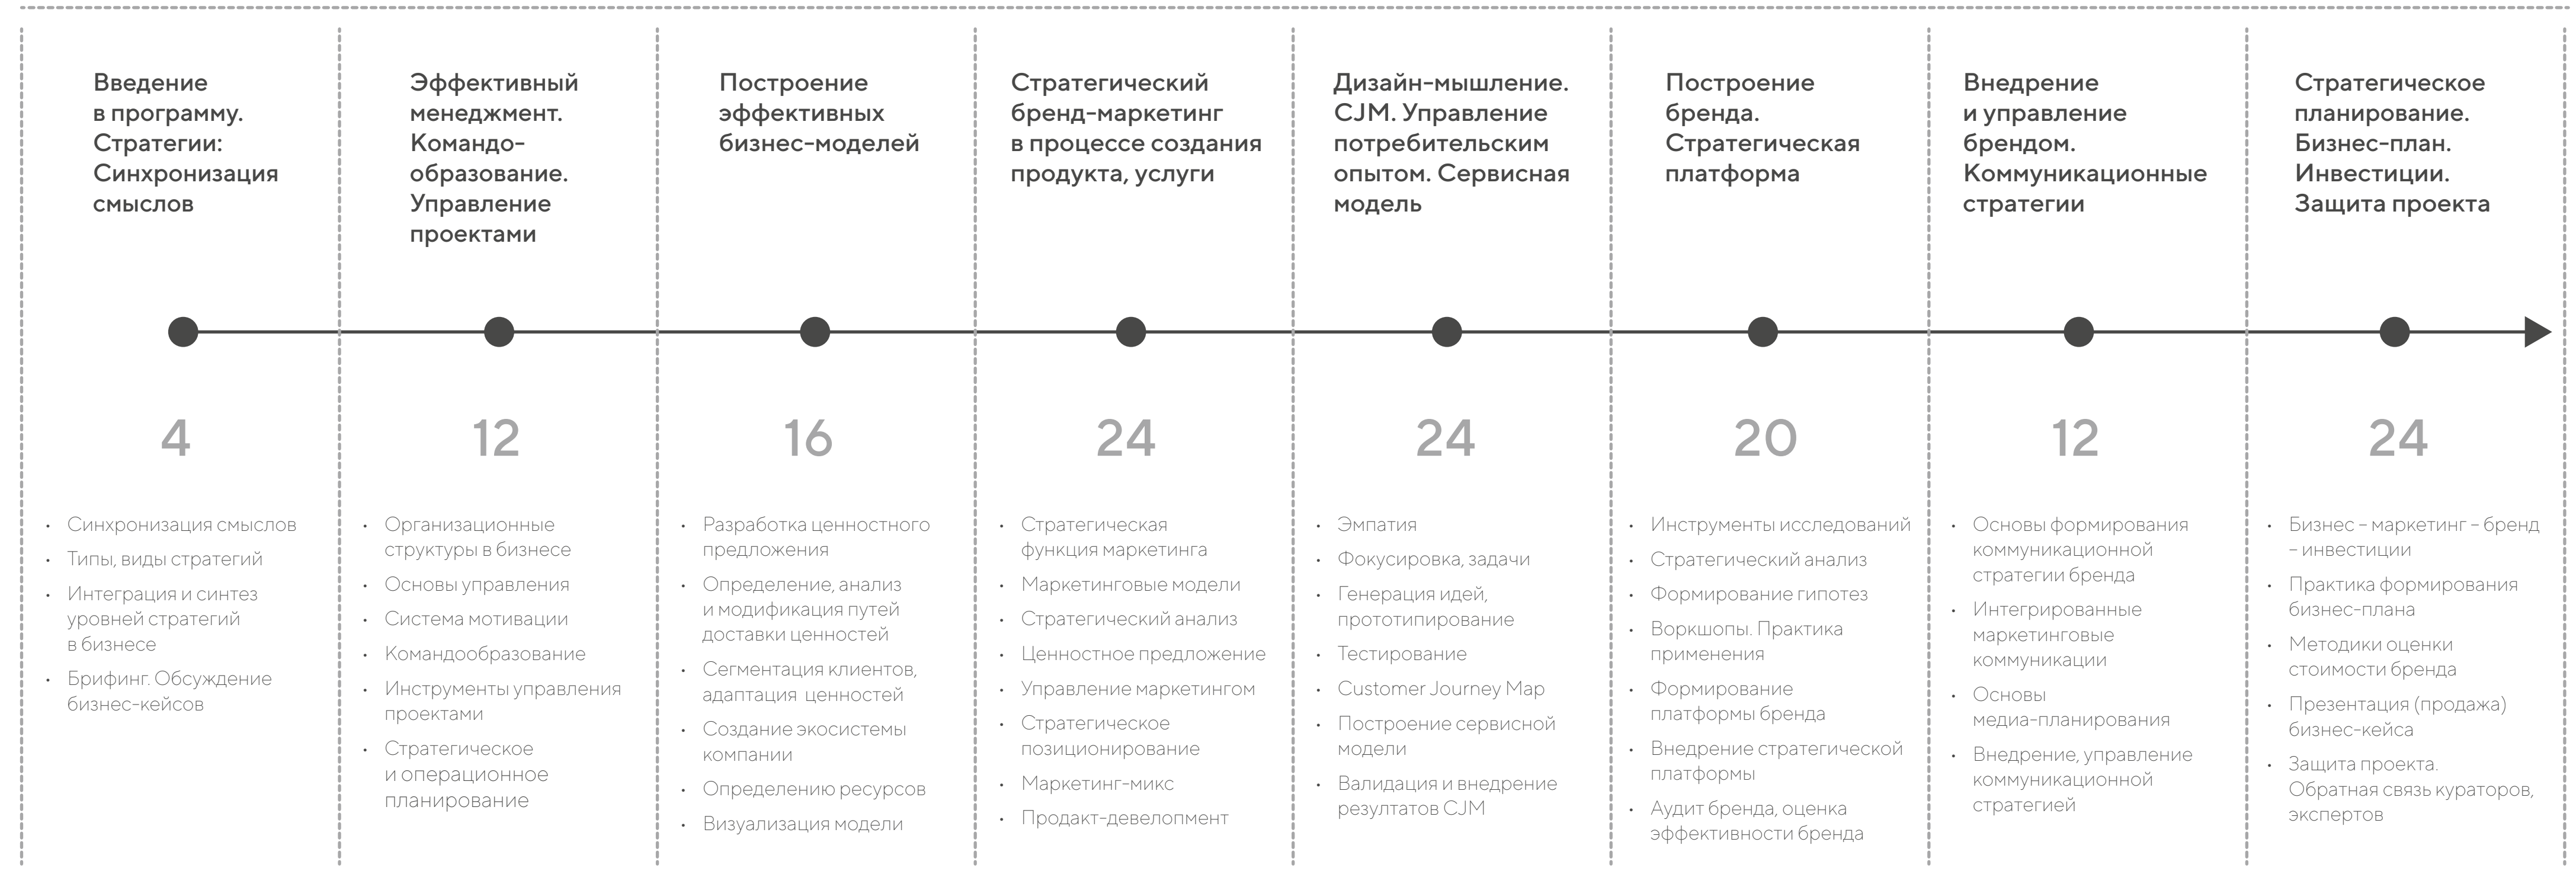 Введение
в программу.
Стратегии:
Синхронизация
смыслов
Эффективный
менеджмент.
Командо-
образование.
Управление
проектами
Построение
эффективных
бизнес-моделей
Стратегический
бренд-маркетинг
в процессе создания
продукта, услуги
Дизайн-мышление.
CJM. Управление
потребительским
опытом. Сервисная
модель
Построение
бренда.
Стратегическая
платформа
Внедрение
и управление
брендом.
Коммуникационные
стратегии
Стратегическое
планирование.
Бизнес-план.
Инвестиции.
Защита проекта
4
12
16
24
24
20
12
24
• Синхронизация смыслов
• Типы, виды стратегий
• Интеграция и синтез
уровней стратегий
в бизнесе
• Брифинг. Обсуждение
бизнес-кейсов
• Организационные
структуры в бизнесе
• Основы управления
• Система мотивации
• Командообразование
• Инструменты управления
проектами
• Стратегическое
и операционное
планирование
• Разработка ценностного
предложения
• Определение, анализ
и модификация путей
доставки ценностей
• Сегментация клиентов,
адаптация ценностей
• Создание экосистемы
компании
• Определению ресурсов
• Визуализация модели
• Стратегическая
функция маркетинга
• Маркетинговые модели
• Стратегический анализ
• Ценностное предложение
• Управление маркетингом
• Стратегическое
позиционирование
• Маркетинг-микс
• Продакт-девелопмент
• Эмпатия
• Фокусировка, задачи
• Генерация идей,
прототипирование
• Тестирование
• Customer Journey Map
• Построение сервисной
модели
• Валидация и внедрение
результатов CJM
• Инструменты исследований
• Стратегический анализ
• Формирование гипотез
• Воркшопы. Практика
применения
• Формирование
платформы бренда
• Внедрение стратегической
платформы
• Аудит бренда, оценка
эффективности бренда
• Основы формирования
коммуникационной
стратегии бренда
• Интегрированные
маркетинговые
коммуникации
• Основы
медиа-планирования
• Внедрение, управление
коммуникационной
стратегией
• Бизнес – маркетинг – бренд
– инвестиции
• Практика формирования
бизнес-плана
• Методики оценки
стоимости бренда
• Презентация (продажа)
бизнес-кейса
• Защита проекта.
Обратная связь кураторов,
экспертов